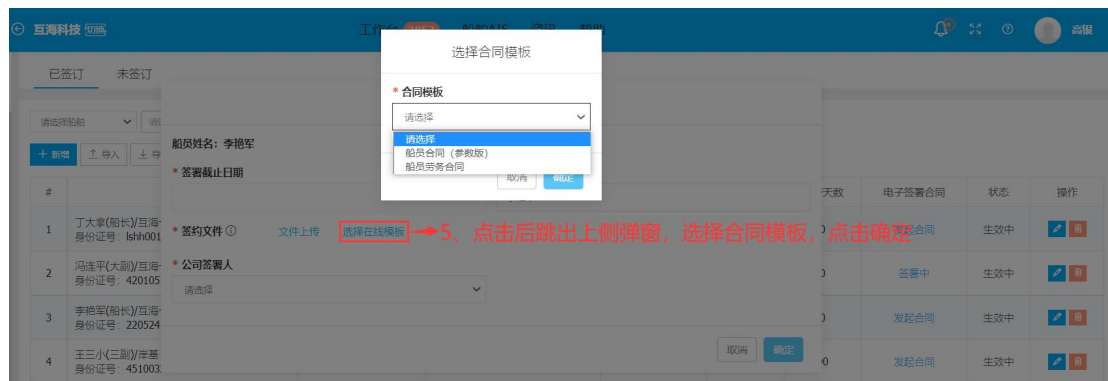 互海科技
工作台
资讯 帮助
高银
选择合同模板
已签订 未签订
* 合同模板
请选择
请选择
船员合同（参数版）
船员劳务合同
取消 确定
请选择船舶
+ 新增 导入
船员姓名：李艳军
* 签署截止日期
# 天数 电子签署合同 状态 操作
1 丁大拿(船长)/互海 发起合同 生效中
身份证号：lshh001
* 签约文件 文件上传 选择在线模板 5、点击后跳出上侧弹窗，选择合同模板，点击确定
2 冯连平(大副)/互海 签署中 生效中
身份证号：420105
* 公司签署人
请选择
3 李艳军(船长)/互海 发起合同 生效中
身份证号：220524
取消 确定
4 王三小(三副)/岸基 发起合同 生效中
身份证号：451003